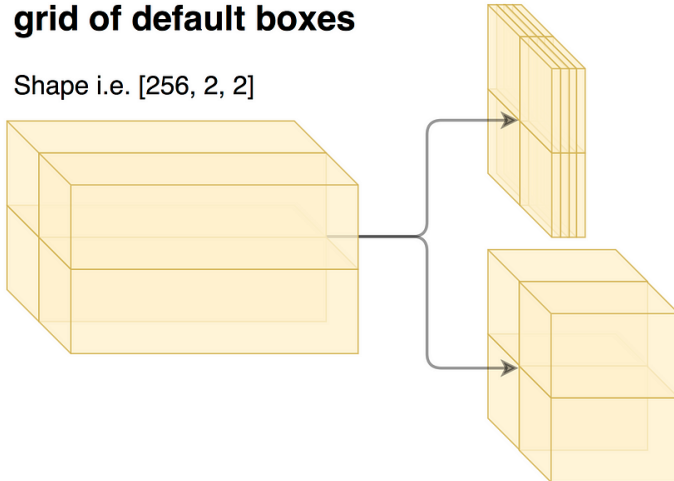 grid of default boxes
Shape i.e. [256, 2, 2]